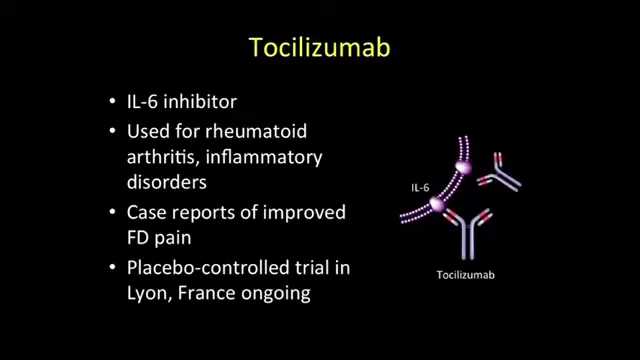 Tocilizumab
• IL-6 inhibitor
• Used for rheumatoid
arthritis, inflammatory
disorders
• Case reports of improved
FD pain
• Placebo-controlled trial in
Lyon, France ongoing
IL-6
Tocilizumab